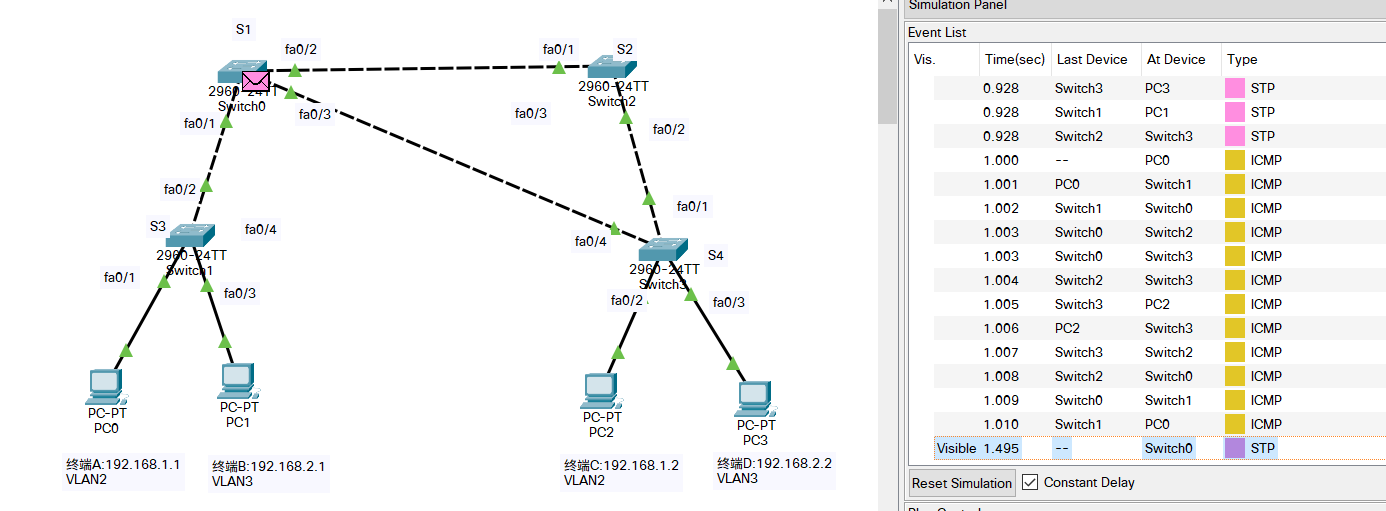 S1
fa0/2
fa0/1
S2
2960-24TT
Switch0
2960-24TT
Switch2
fa0/1
fa0/3
fa0/3
fa0/2
fa0/2
S3
fa0/4
2960-24TT
Switch1
fa0/1
fa0/3
fa0/1
fa0/4
S4
2960-24TT
Switch3
fa0/2
fa0/3
PC-PT
PC0
PC-PT
PC1
PC-PT
PC2
PC-PT
PC3
终端A:192.168.1.1
VLAN2
终端B:192.168.2.1
VLAN3
终端C:192.168.1.2
VLAN2
终端D:192.168.2.2
VLAN3
Simulation Panel
Event List
Vis. Time(sec) Last Device At Device Type
0.928 Switch3 PC3 STP
0.928 Switch1 PC1 STP
0.928 Switch2 Switch3 STP
1.000 -- PC0 ICMP
1.001 PC0 Switch1 ICMP
1.002 Switch1 Switch0 ICMP
1.003 Switch0 Switch2 ICMP
1.003 Switch0 Switch3 ICMP
1.004 Switch2 Switch3 ICMP
1.005 Switch3 PC2 ICMP
1.006 PC2 Switch3 ICMP
1.007 Switch3 Switch2 ICMP
1.008 Switch2 Switch0 ICMP
1.009 Switch0 Switch1 ICMP
1.010 Switch1 PC0 ICMP
Visible 1.495 -- Switch0 STP
Reset Simulation Constant Delay